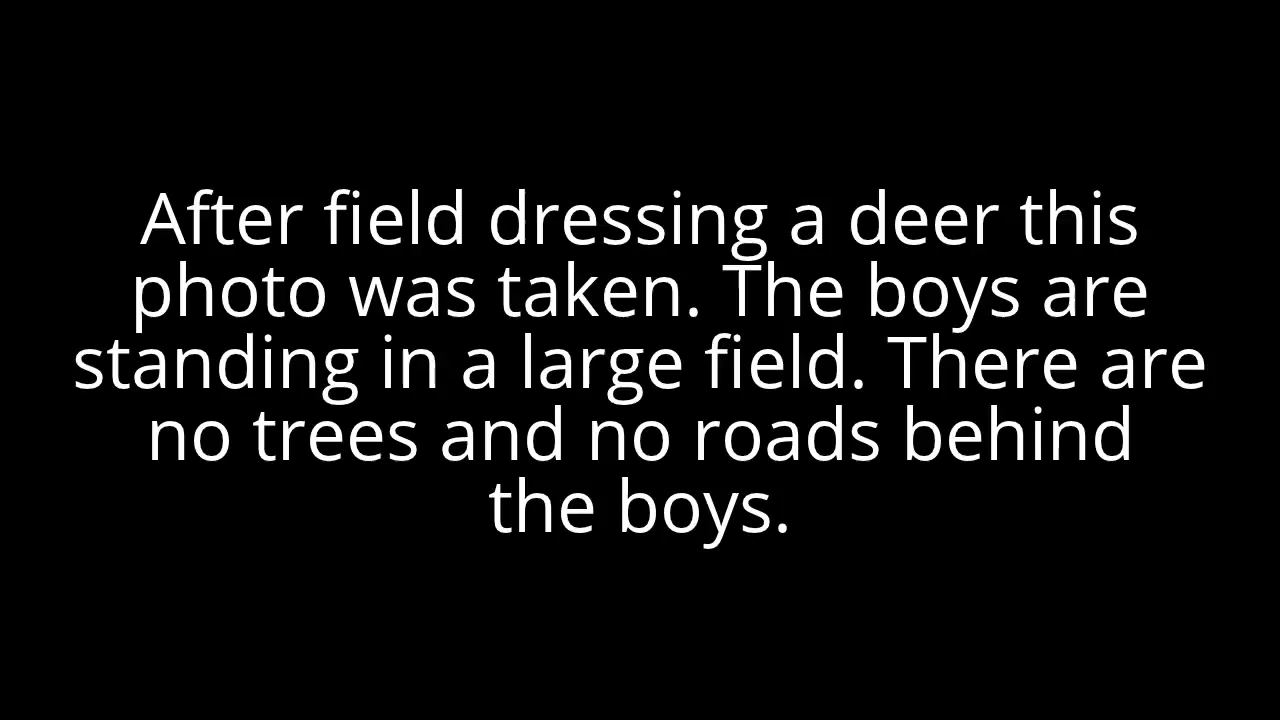 After field dressing a deer this
photo was taken. The boys are
standing in a large field. There are
no trees and no roads behind
the boys.